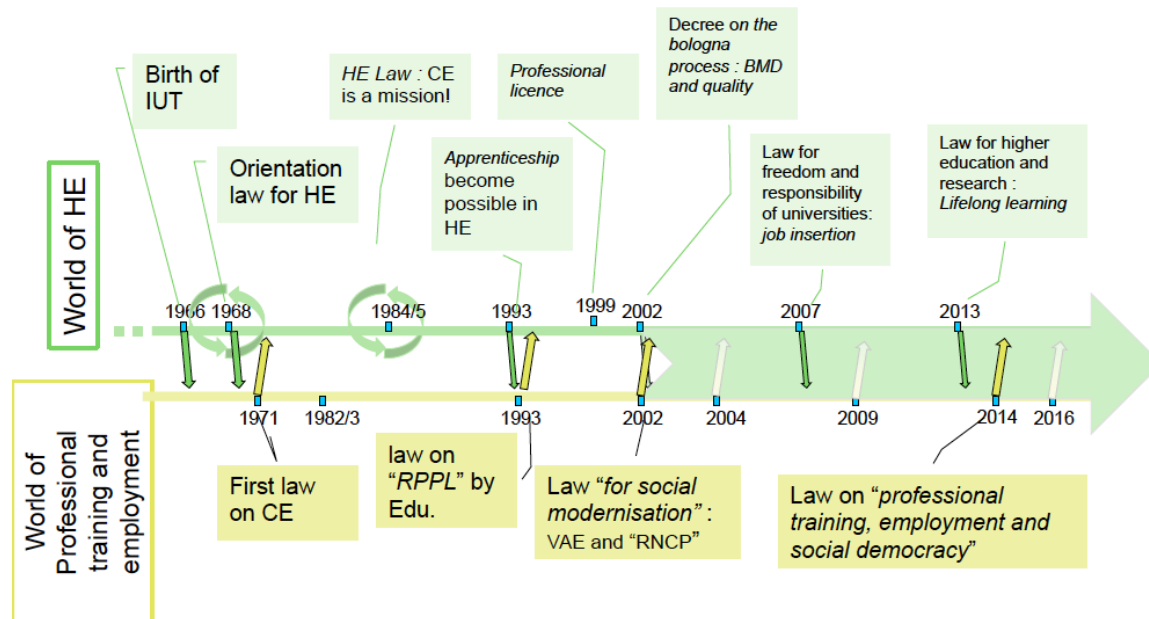 Birth of
IUT
Orientation
law for HE
HE Law : CE
is a mission!
Apprenticeship
become
possible in
HE
Professional
licence
Decree on the
bologna
process : BMD
and quality
Law for
freedom and
responsibility
of universities:
job insertion
Law for higher
education and
research :
Lifelong learning
World of HE
1966
1968
1984/5
1993
1999
2002
2007
2013
World of
Professional
training and
employment
1971
1982/3
1993
2002
2004
2009
2014
2016
First law
on CE
law on
“RPPL” by
Edu.
Law “for social
modernisation” :
VAE and “RNCP”
Law on “professional
training, employment and
social democracy”